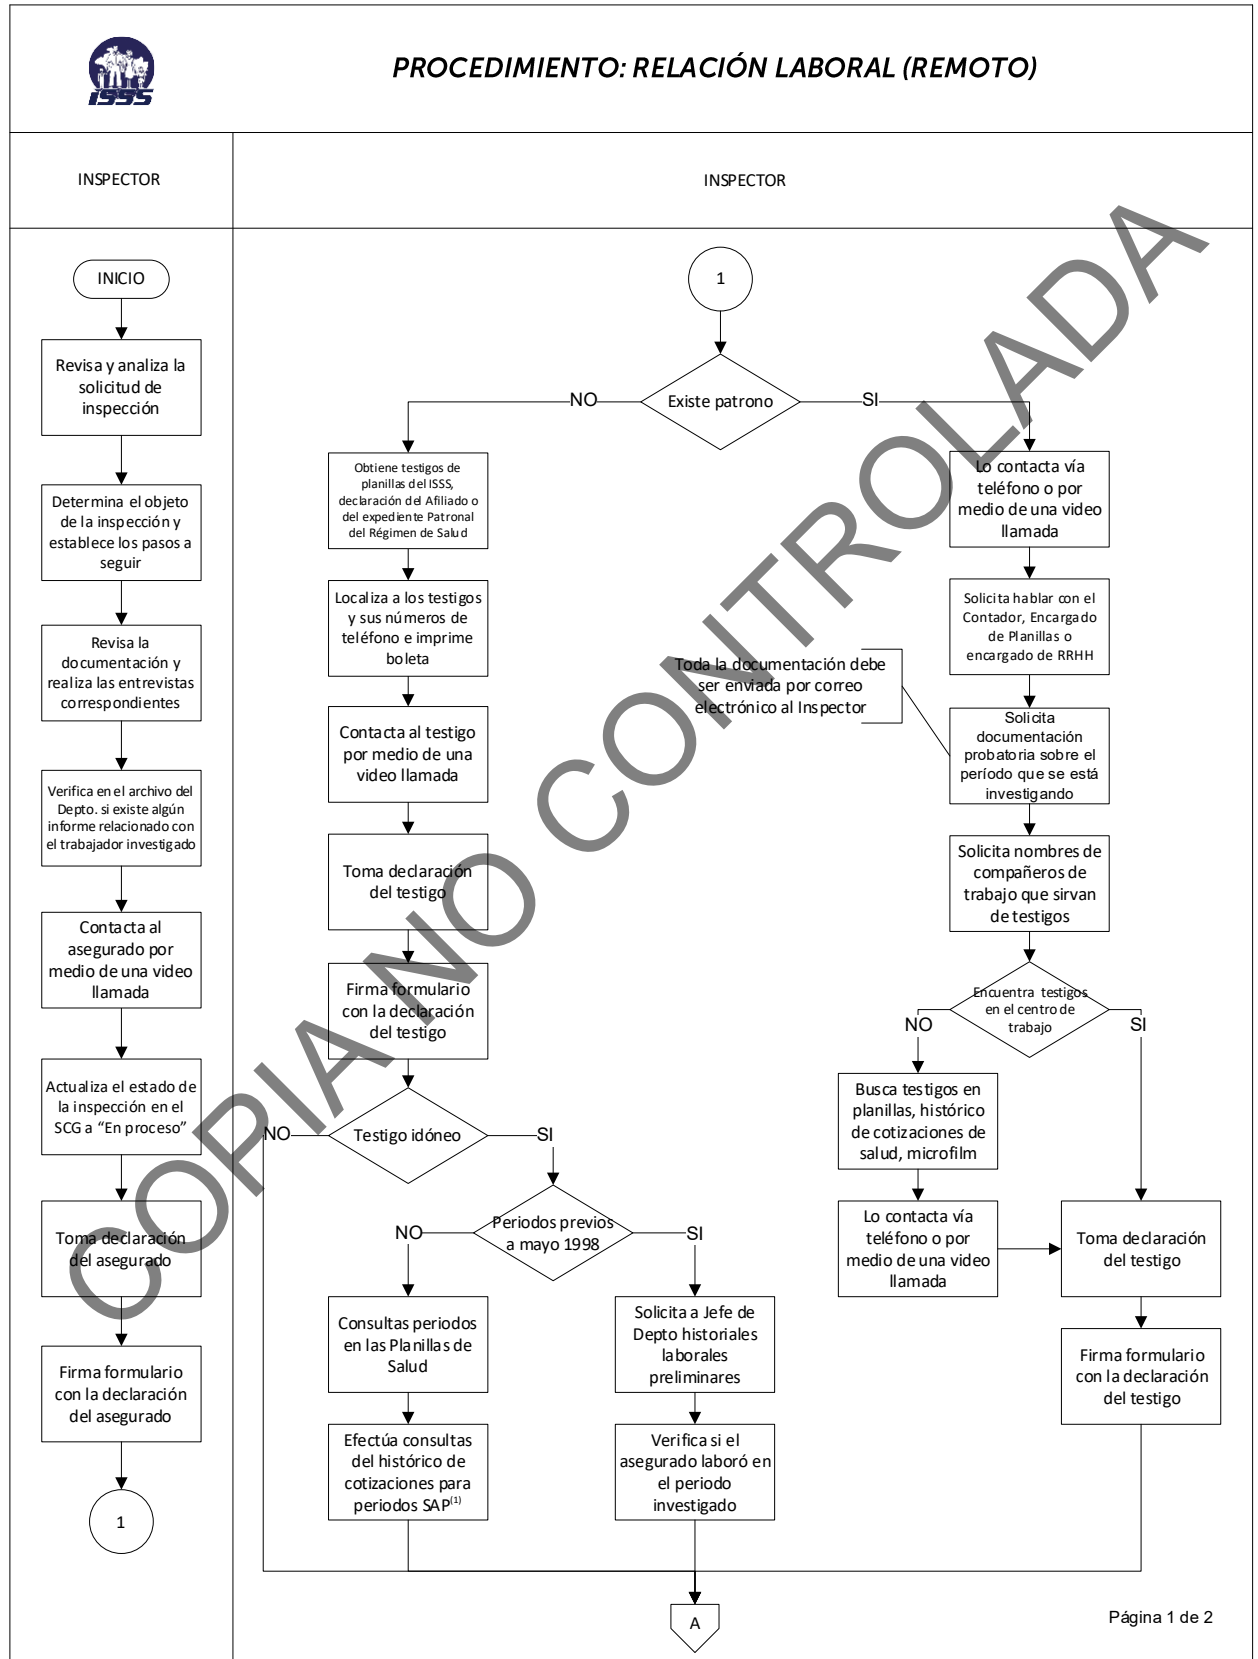 ISSS
PROCEDIMIENTO: RELACIÓN LABORAL (REMOTO)
INSPECTOR
INSPECTOR
INICIO
Revisa y analiza la
solicitud de
inspección
Determina el objeto
de la inspección y
establece los pasos a
seguir
Revisa la
documentación y
realiza las entrevistas
correspondientes
Verifica en el archivo del
Depto. si existe algún
informe relacionado con
el trabajador investigado
Contacta al
asegurado por
medio de una video
llamada
Actualiza el estado de
la inspección en el
SCG a “En proceso”
Toma declaración
del asegurado
Firma formulario
con la declaración
del asegurado
1
1
Existe patrono
NO
SI
Obtiene testigos de
planillas del ISSS,
declaración del Afiliado o
del expediente Patronal
del Régimen de Salud
Localiza a los testigos
y sus números de
teléfono e imprime
boleta
Contacta al testigo
por medio de una
video llamada
Toma declaración
del testigo
Firma formulario
con la declaración
del testigo
Testigo idóneo
NO
SI
Periodos previos
a mayo 1998
NO
SI
Consultas periodos
en las Planillas de
Salud
Efectúa consultas
del histórico de
cotizaciones para
periodos SAP(1)
Solicita a Jefe de
Depto historiales
laborales
preliminares
Verifica si el
asegurado laboró en
el periodo
investigado
Lo contacta vía
teléfono o por
medio de una video
llamada
Solicita hablar con el
Contador, Encargado
de Planillas o
encargado de RRHH
Toda la documentación debe
ser enviada por correo
electrónico al Inspector
Solicita
documentación
probatoria sobre el
período que se está
investigando
Solicita nombres de
compañeros de
trabajo que sirvan
de testigos
Encuentra testigos
en el centro de
trabajo
NO
SI
Busca testigos en
planillas, histórico
de cotizaciones de
salud, microfilm
Lo contacta vía
teléfono o por
medio de una video
llamada
Toma declaración
del testigo
Firma formulario
con la declaración
del testigo
A
Página 1 de 2
COPIA NO CONTROLADA